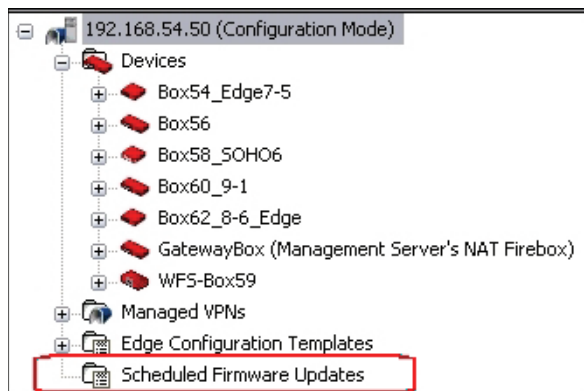 192.168.54.50 (Configuration Mode)
Devices
Box54_Edge7-5
Box56
Box58_SOHO6
Box60_9-1
Box62_8-6_Edge
GatewayBox (Management Server's NAT Firebox)
WFS-Box59
Managed VPNs
Edge Configuration Templates
Scheduled Firmware Updates